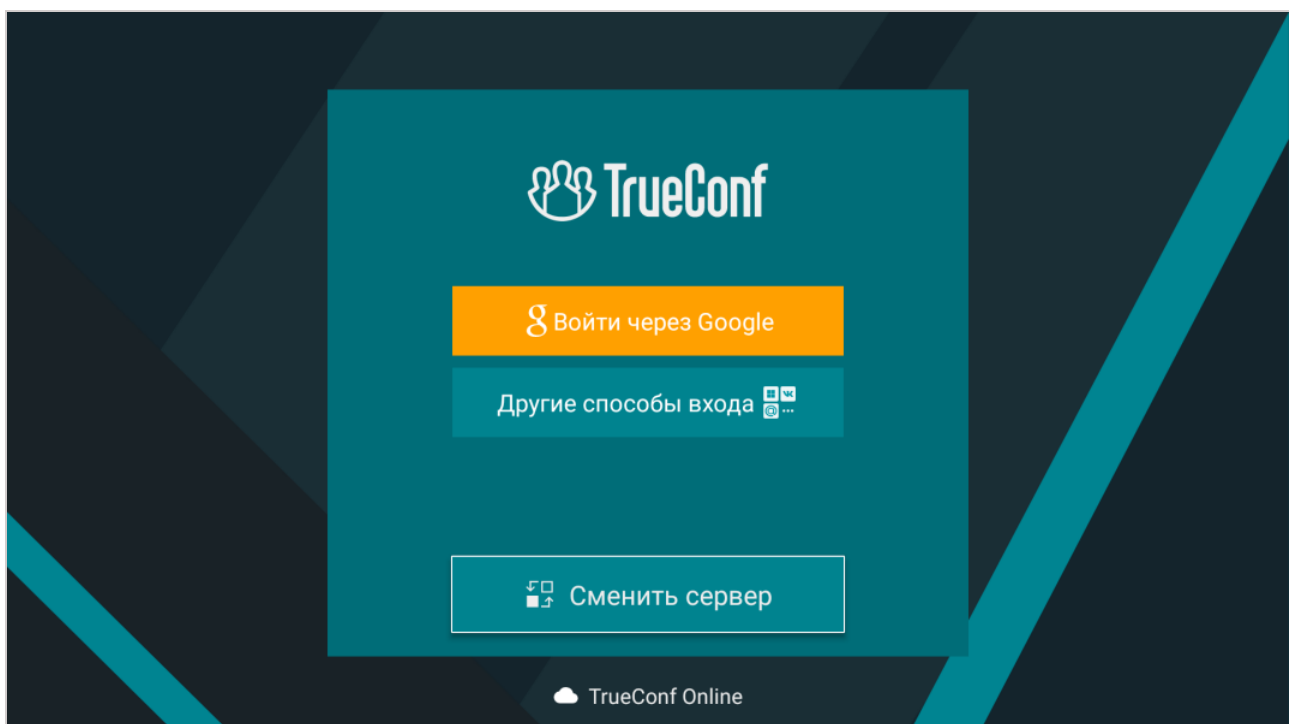 TrueConf
Войти через Google
Другие способы входа
Сменить сервер
TrueConf Online